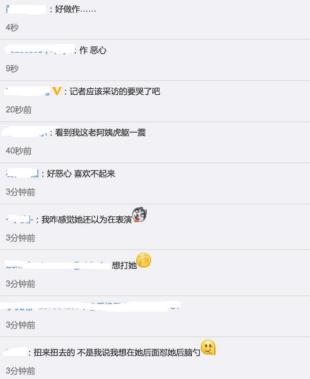 ：好做作……
4秒
：作 恶心
9秒
：记者应该采访的要哭了吧
20秒前
：看到我这老阿姨虎躯一震
40秒前
：好恶心 喜欢不起来
3分钟前
：我咋感觉她还以为在表演
3分钟前
想打她
3分钟前
3分钟前
：扭来扭去的 不是我说我想在她后面怼她后脑勺
3分钟前